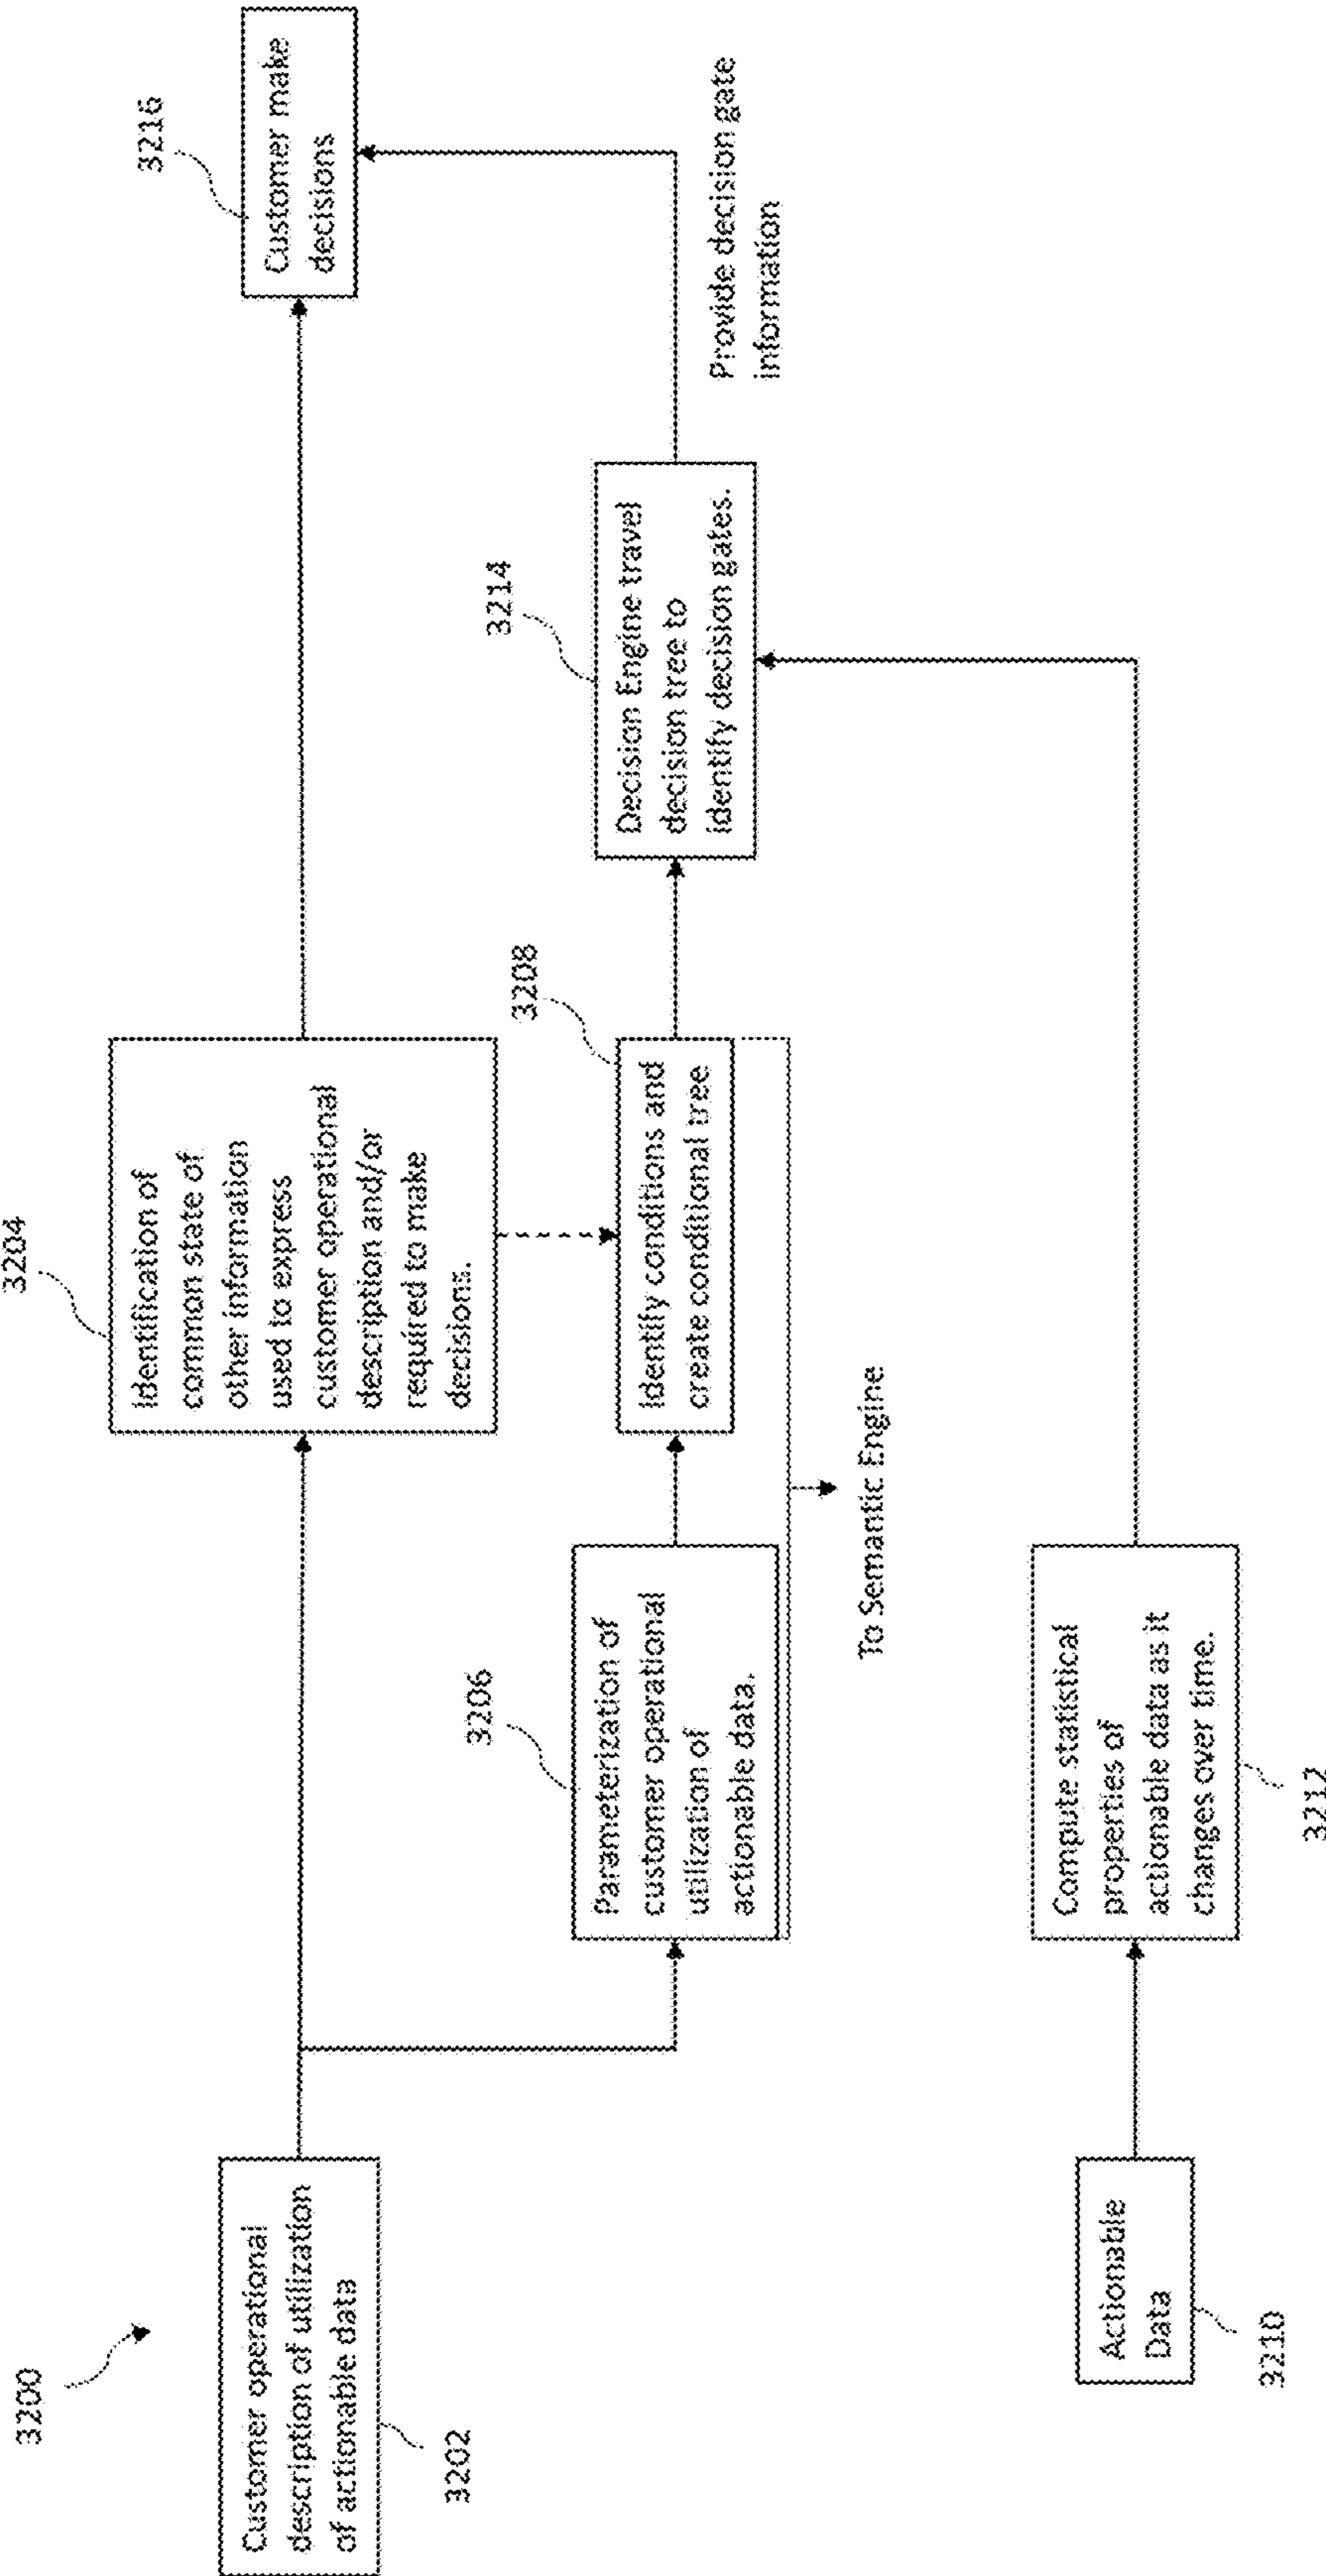 3200
Customer operational
description of utilization
of actionable data
3202
3204
Identification of
common state of
other information
used to express
customer operational
description and/or
required to make
decisions.
3216
Customer make
decisions
3206
Parameterization of
customer operational
utilization of
actionable data.
3208
Identify conditions and
create conditional tree
To Semantic Engine
3214
Decision Engine travel
decision tree to
identify decision gates.
Provide decision gate
information
Actionable
Data
3210
Compute statistical
properties of
actionable data as it
changes over time.
3212